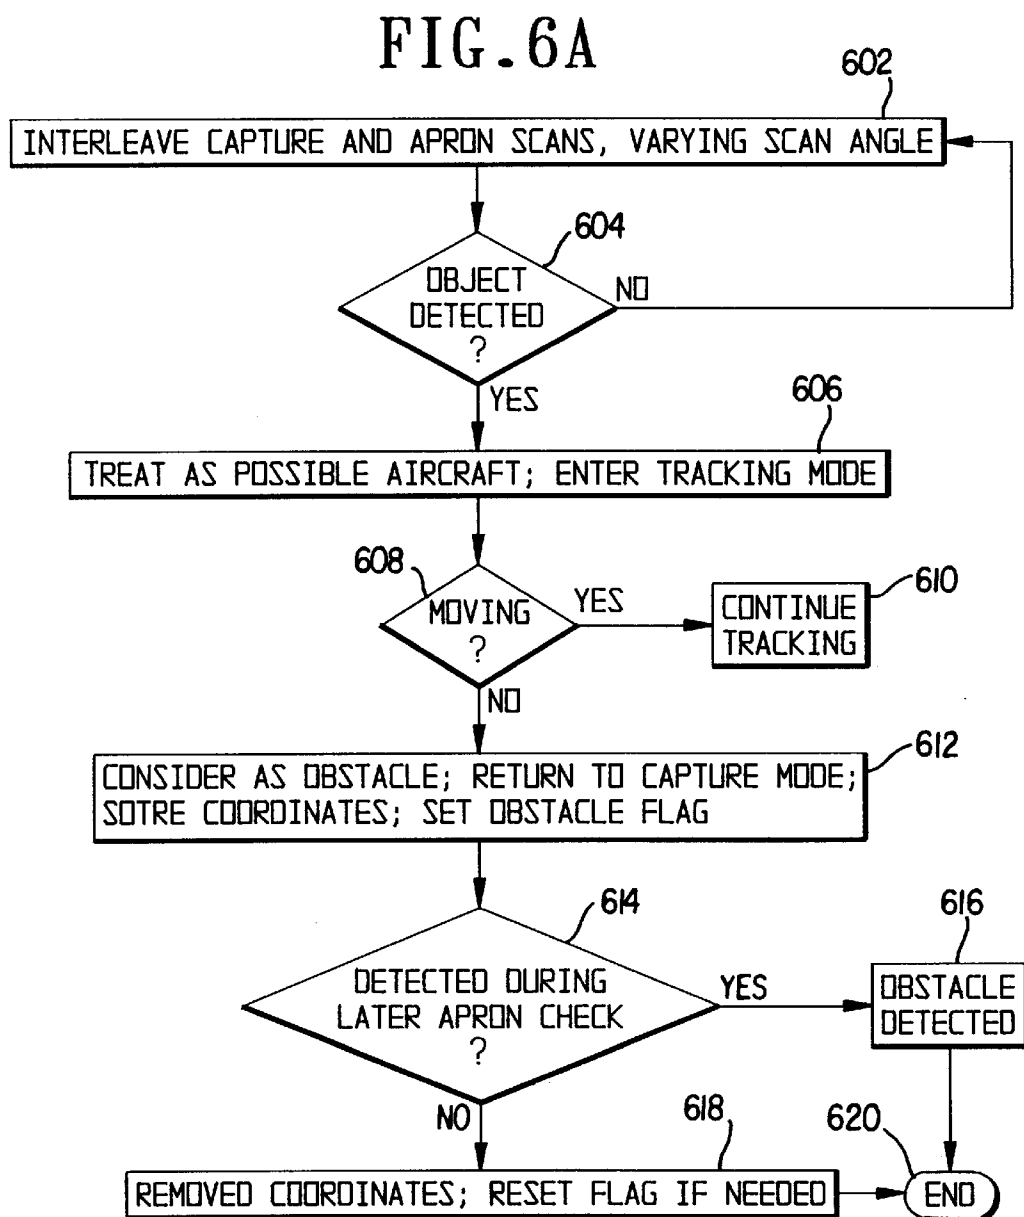 FIG.6A
602
INTERLEAVE CAPTURE AND APRON SCANS, VARYING SCAN ANGLE
604
OBJECT
DETECTED
?
NO
YES
606
TREAT AS POSSIBLE AIRCRAFT; ENTER TRACKING MODE
608
MOVING
?
YES
610
CONTINUE
TRACKING
NO
612
CONSIDER AS OBSTACLE; RETURN TO CAPTURE MODE;
SOTRE COORDINATES; SET OBSTACLE FLAG
614
DETECTED DURING
LATER APRON CHECK
?
YES
616
OBSTACLE
DETECTED
NO
618
REMOVED COORDINATES; RESET FLAG IF NEEDED
620
END